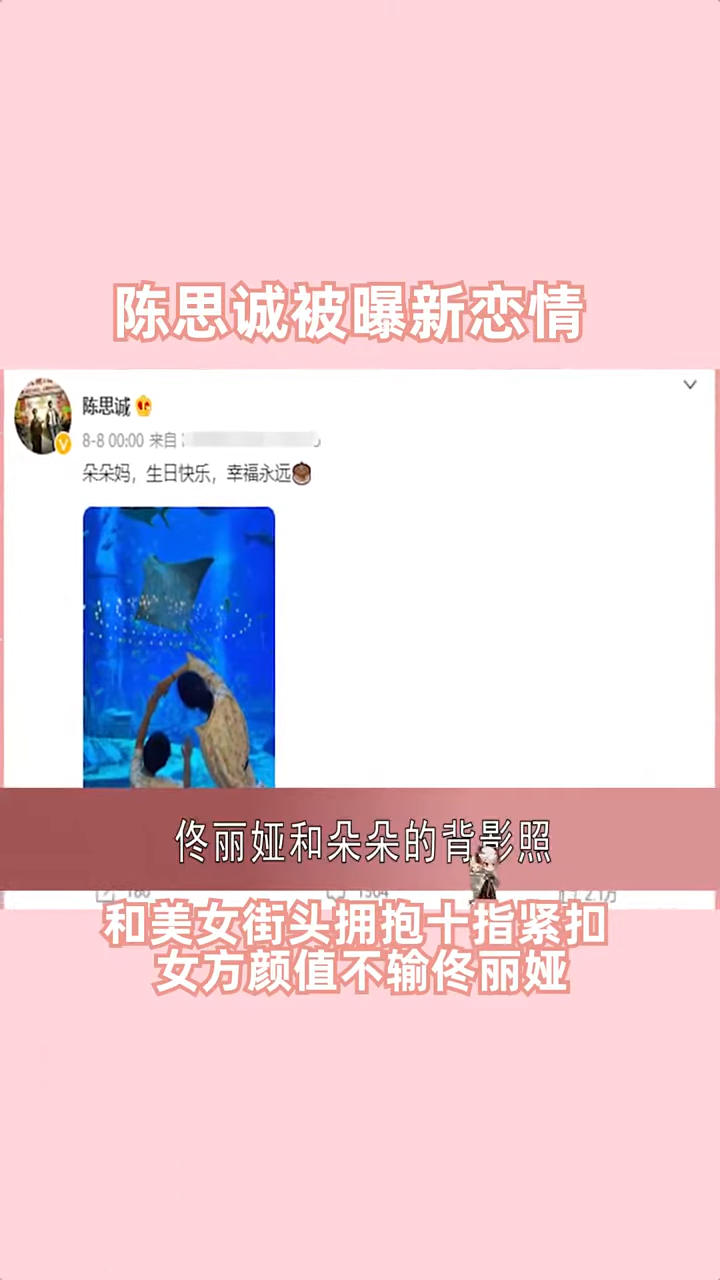 陈思诚被曝新恋情
陈思诚
8-8 00:00 来自
朵朵妈，生日快乐，幸福永远
佟丽娅和朵朵的背影照
和美女街头拥抱十指紧扣
女方颜值不输佟丽娅